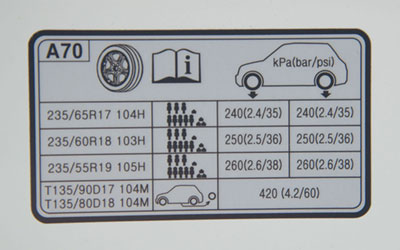 A70
i
kPa(bar/psi)
235/65R17 104H 240(2.4/35) 240(2.4/35)
235/60R18 103H 250(2.5/36) 250(2.5/36)
235/55R19 105H 260(2.6/38) 260(2.6/38)
T135/90D17 104M
T135/80D18 104M
420 (4.2/60)